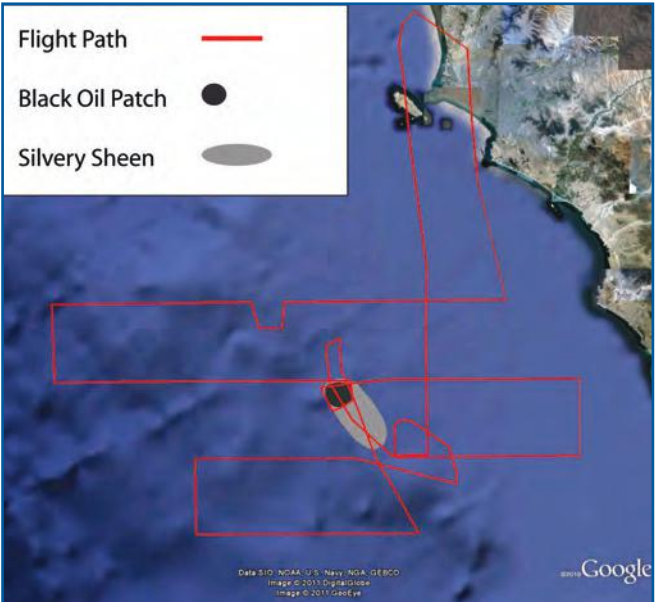 Flight Path
Black Oil Patch
Silvery Sheen
Data SIO, NOAA, U.S. Navy, NGA, GEBCO
Image © 2011 DigitalGlobe
Image © 2011 GeoEye
©2010 Google